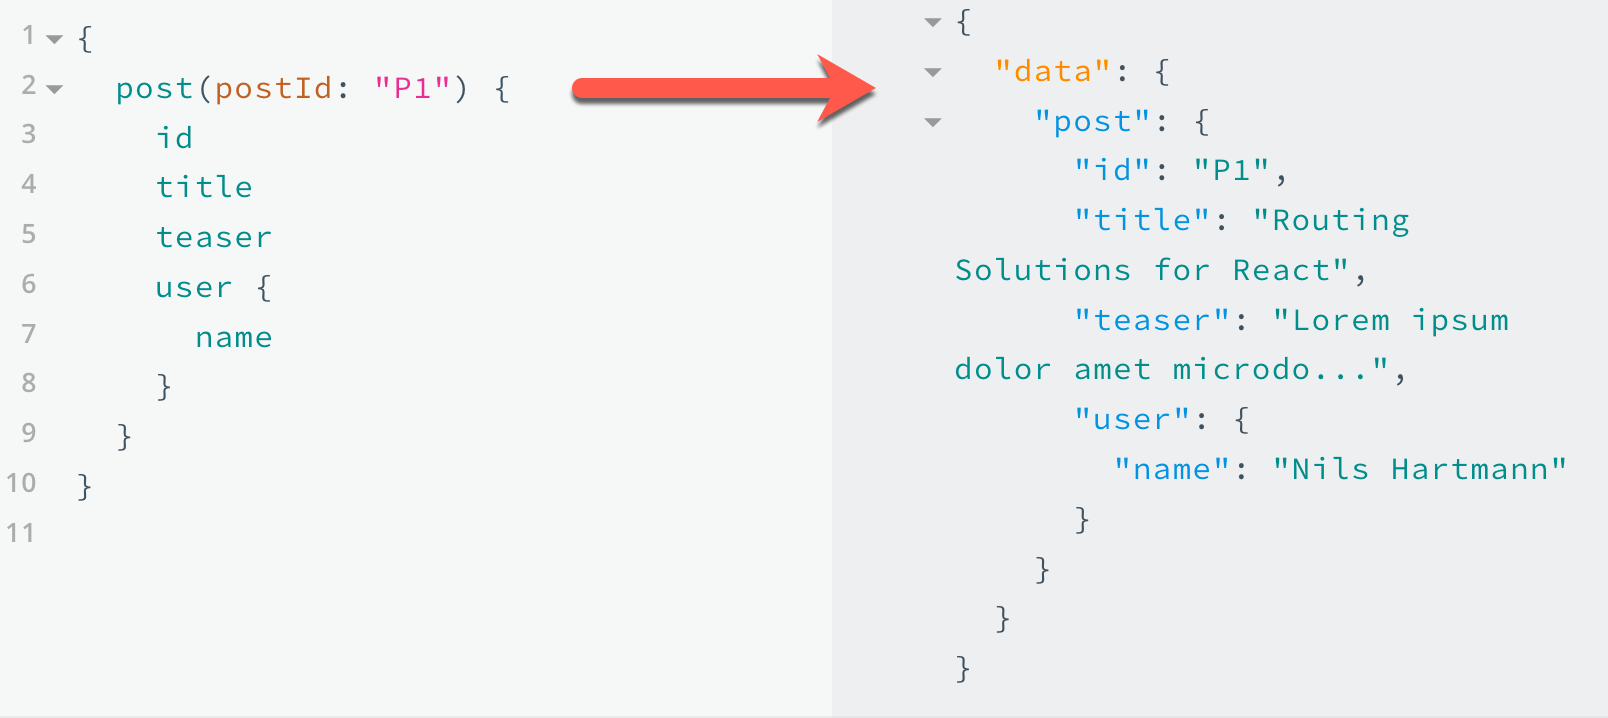 1 {
2 post(postId: "P1") {
3 id
4 title
5 teaser
6 user {
7 name
8 }
9 }
10 }
11
{
"data": {
"post": {
"id": "P1",
"title": "Routing
Solutions for React",
"teaser": "Lorem ipsum
dolor amet microdo...",
"user": {
"name": "Nils Hartmann"
}
}
}
}